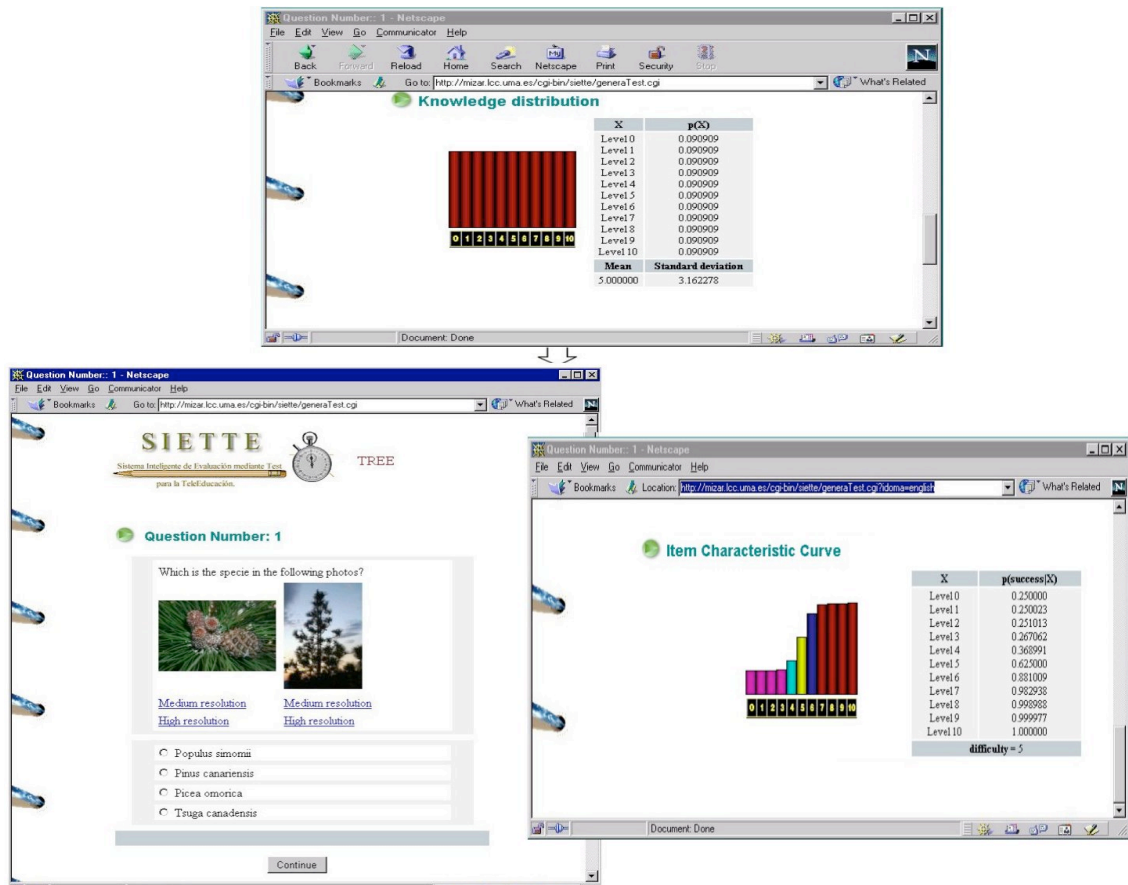 Question Number:: 1 - Netscape
File Edit View Go Communicator Help
Back Forward Reload Home Search Netscape Print Security Stop
Bookmarks Go to: http://mizar.lcc.uma.es/cgi-bin/siette/generaTest.cgi What's Related
Knowledge distribution
X p(X)
Level 0 0.090909
Level 1 0.090909
Level 2 0.090909
Level 3 0.090909
Level 4 0.090909
Level 5 0.090909
Level 6 0.090909
Level 7 0.090909
Level 8 0.090909
Level 9 0.090909
Level 10 0.090909
Mean Standard deviation
5.000000 3.162278
0 1 2 3 4 5 6 7 8 9 10
Document: Done
Question Number:: 1 - Netscape
File Edit View Go Communicator Help
Bookmarks Go to: http://mizar.lcc.uma.es/cgi-bin/siette/generaTest.cgi What's Related
SIETTE
Sistema Inteligente de Evaluación mediante Test
para la TeleEducación.
TREE
Question Number: 1
Which is the specie in the following photos?
Medium resolution Medium resolution
High resolution High resolution
Populus simomii
Pinus canariensis
Picea omorica
Tsuga canadensis
Continue
Question Number:: 1 - Netscape
File Edit View Go Communicator Help
Bookmarks Location: http://mizar.lcc.uma.es/cgi-bin/siette/generaTest.cgi?idioma=english What's Related
Item Characteristic Curve
X p(success|X)
Level 0 0.250000
Level 1 0.250023
Level 2 0.251013
Level 3 0.267062
Level 4 0.368991
Level 5 0.625000
Level 6 0.881009
Level 7 0.982938
Level 8 0.998988
Level 9 0.999977
Level 10 1.000000
difficulty = 5
0 1 2 3 4 5 6 7 8 9 10
Document: Done